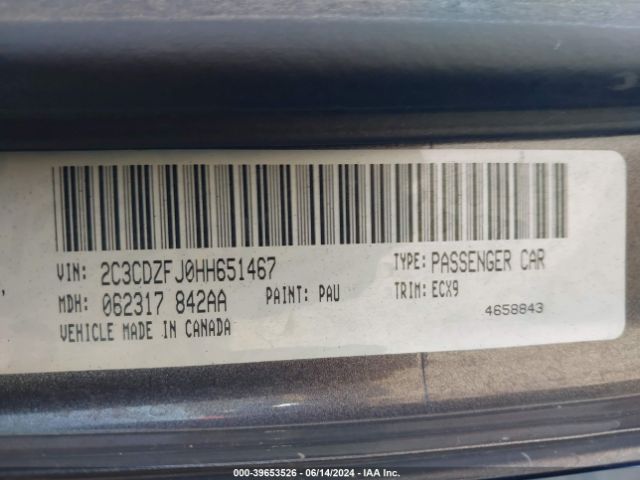 VIN: 2C3CDZFJ0HH651467 TYPE: PASSENGER CAR
MDH: 062317 842AA PAINT: PAU TRIM: ECX9
VEHICLE MADE IN CANADA 4658843
000-39653526 - 06/14/2024 - IAA Inc.